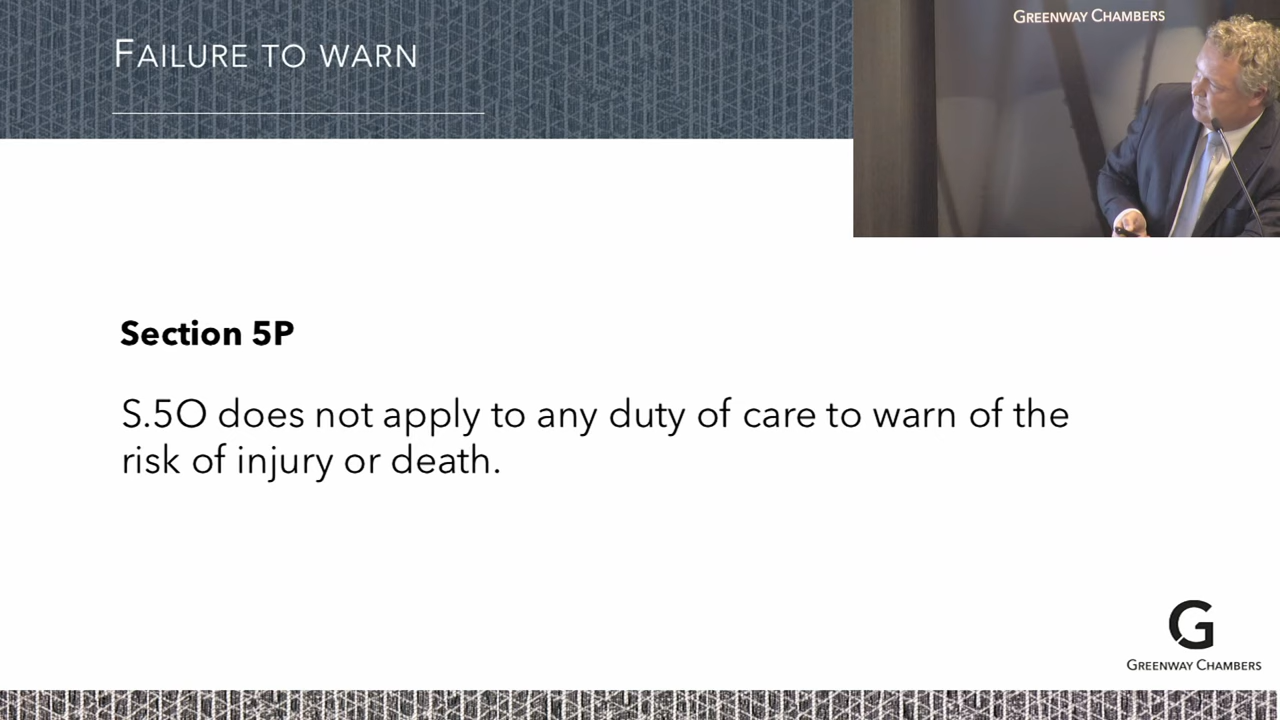 FAILURE TO WARN
GREENWAY CHAMBERS
Section 5P
S.5O does not apply to any duty of care to warn of the
risk of injury or death.
G
GREENWAY CHAMBERS